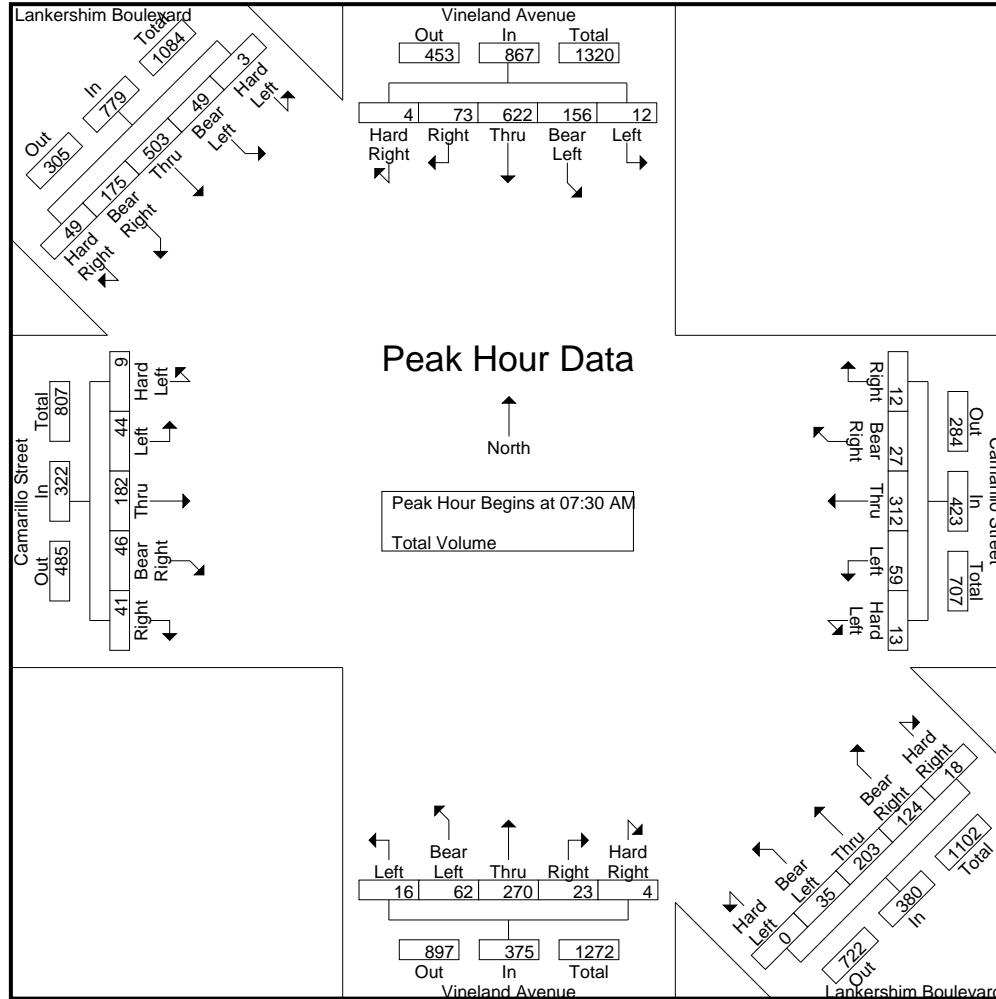 Lankershim Boulevard
Out
In
Total
305
779
1084
49
175
503
49
3
Hard
Right
Bear
Right
Thru
Bear
Left
Hard
Left
Vineland Avenue
Out
In
Total
453
867
1320
4
73
622
156
12
Hard
Right
Right
Thru
Bear
Left
Left
Camarillo Street
Total
In
Out
807
322
485
9
44
182
46
41
Hard
Left
Left
Thru
Bear
Right
Right
Peak Hour Data
North
Peak Hour Begins at 07:30 AM
Total Volume
Right
Bear
Right
Thru
Left
Hard
Left
12
27
312
59
13
Out
In
Total
284
423
707
Camarillo Street
Left
Bear
Left
Thru
Right
Hard
Right
16
62
270
23
4
897
375
1272
Out
In
Total
Vineland Avenue
Hard
Left
Bear
Left
Thru
Bear
Right
Hard
Right
0
35
203
124
18
722
380
1102
Out
In
Total
Lankershim Boulevard